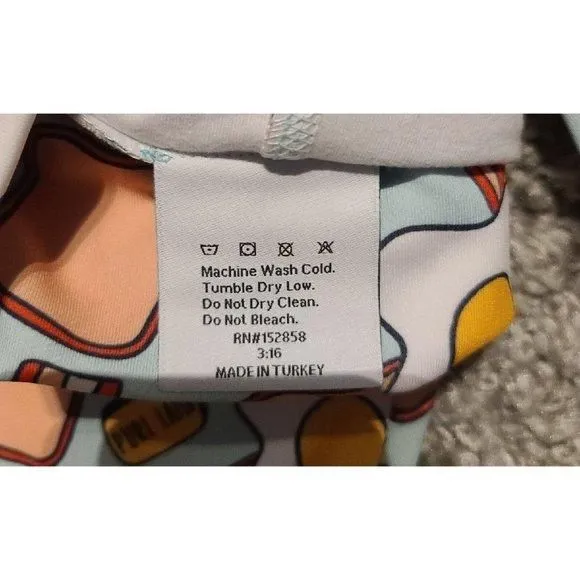 Machine Wash Cold.
Tumble Dry Low.
Do Not Dry Clean.
Do Not Bleach.
RN#152858
3:16
MADE IN TURKEY